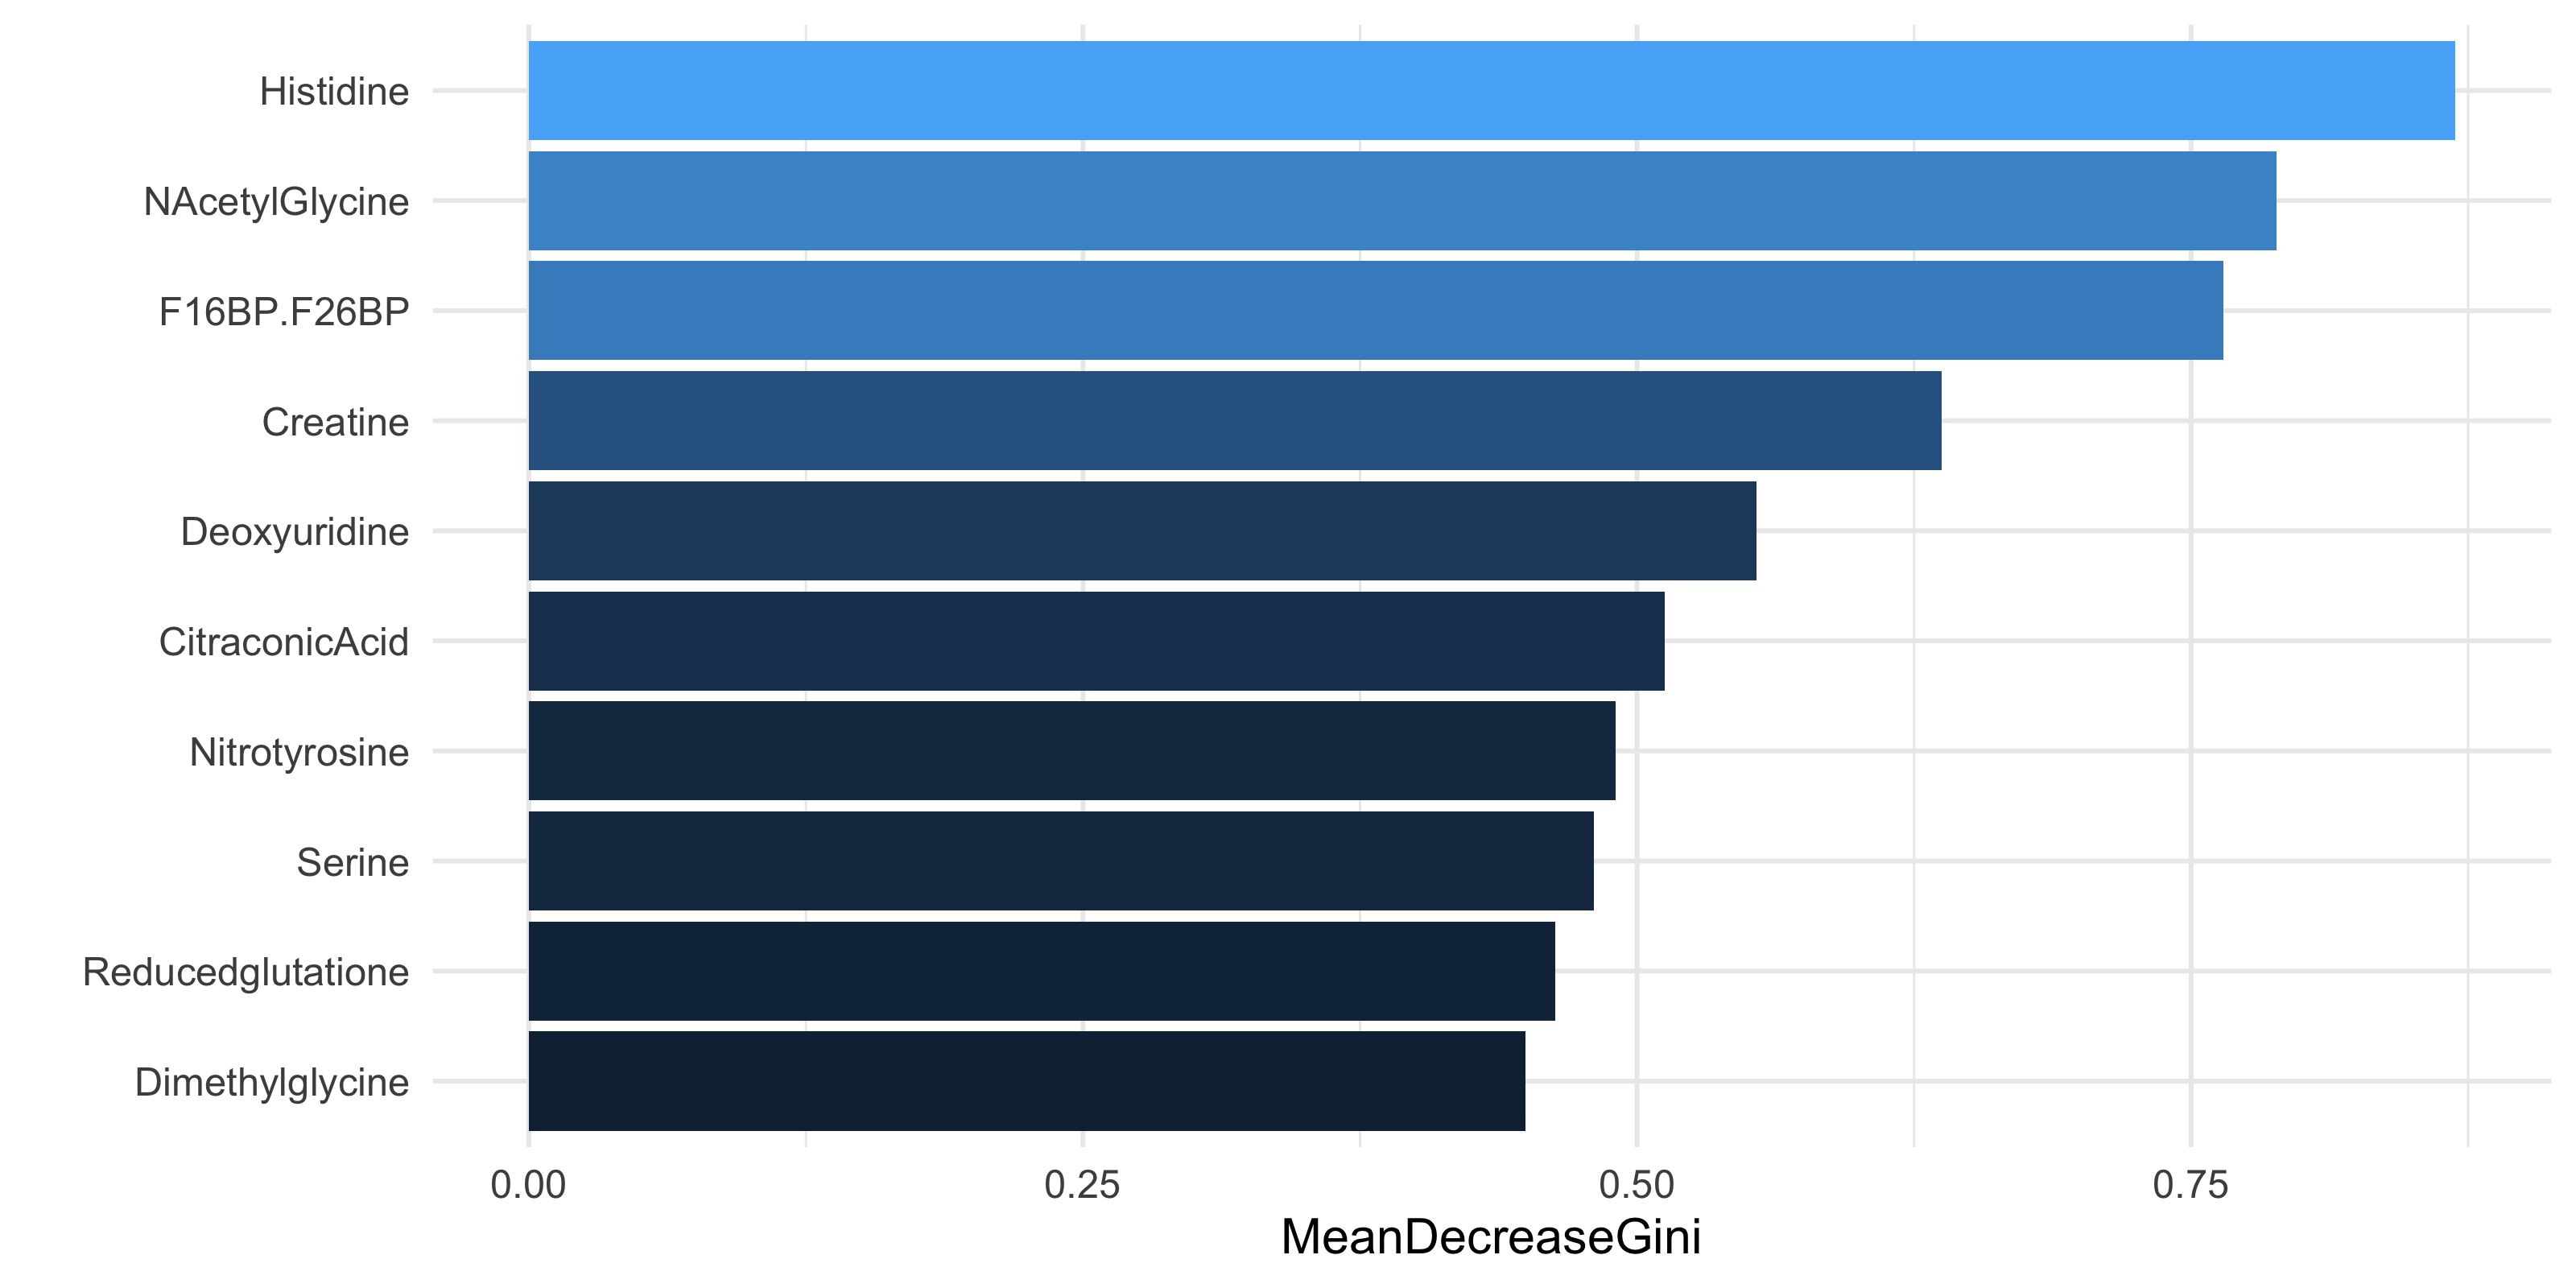 Histidine
NAcetylGlycine
F16BP.F26BP
Creatine
Deoxyuridine
CitraconicAcid
Nitrotyrosine
Serine
Reducedglutatione
Dimethylglycine
0.00 0.25 0.50 0.75
MeanDecreaseGini